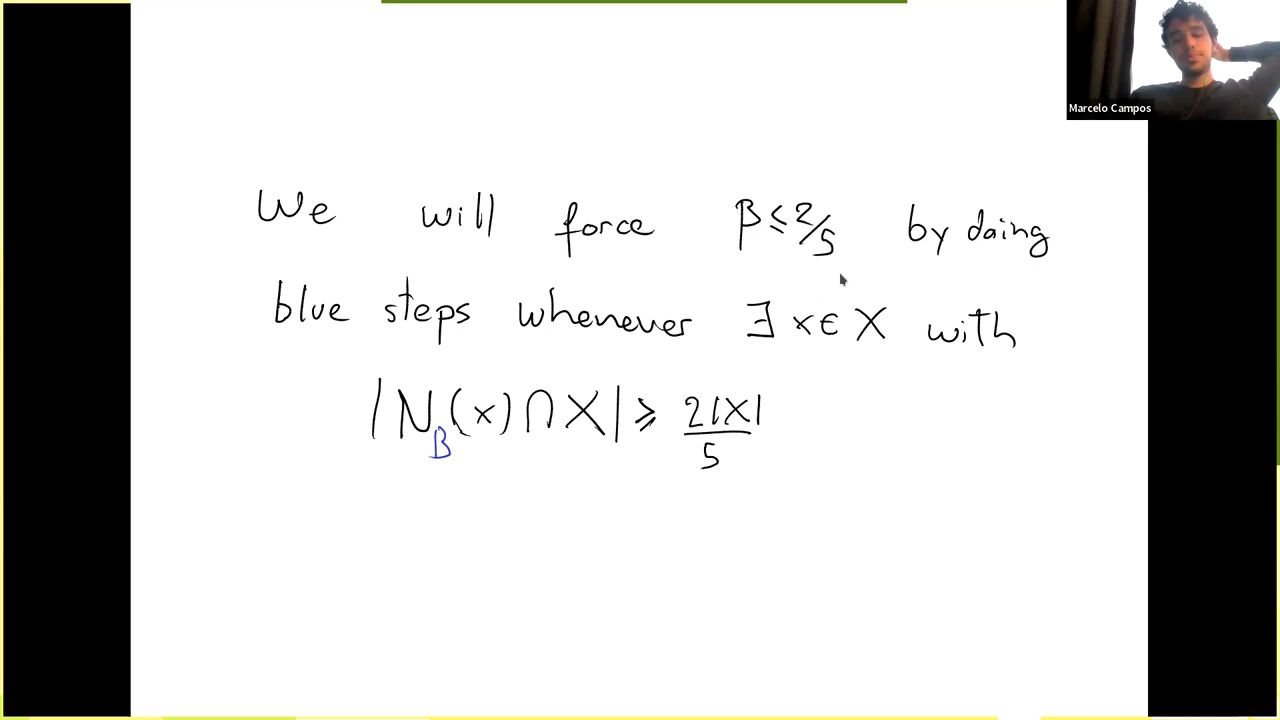 Marcelo Campos
We will force β ≤ 2/5 by doing
blue steps whenever ∃ x ∈ X with
|N_B(x) ∩ X| ≥ 2|X|/5